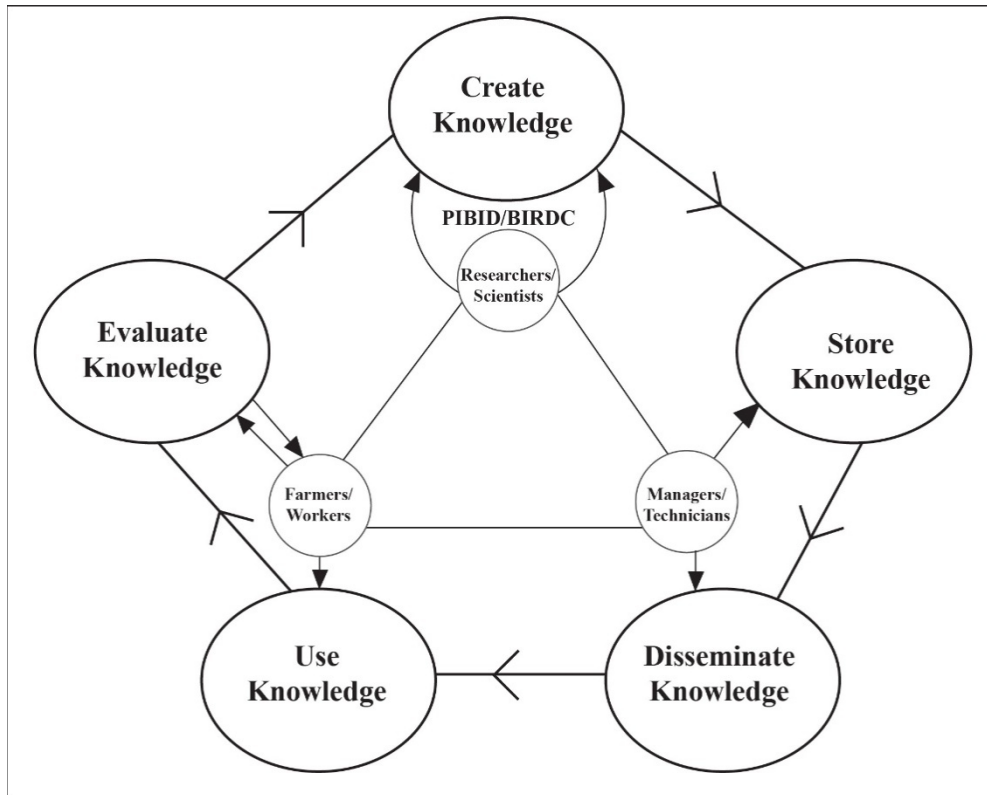 Create
Knowledge
PIBID/BIRDC
Researchers/
Scientists
Evaluate
Knowledge
Store
Knowledge
Farmers/
Workers
Managers/
Technicians
Use
Knowledge
Disseminate
Knowledge